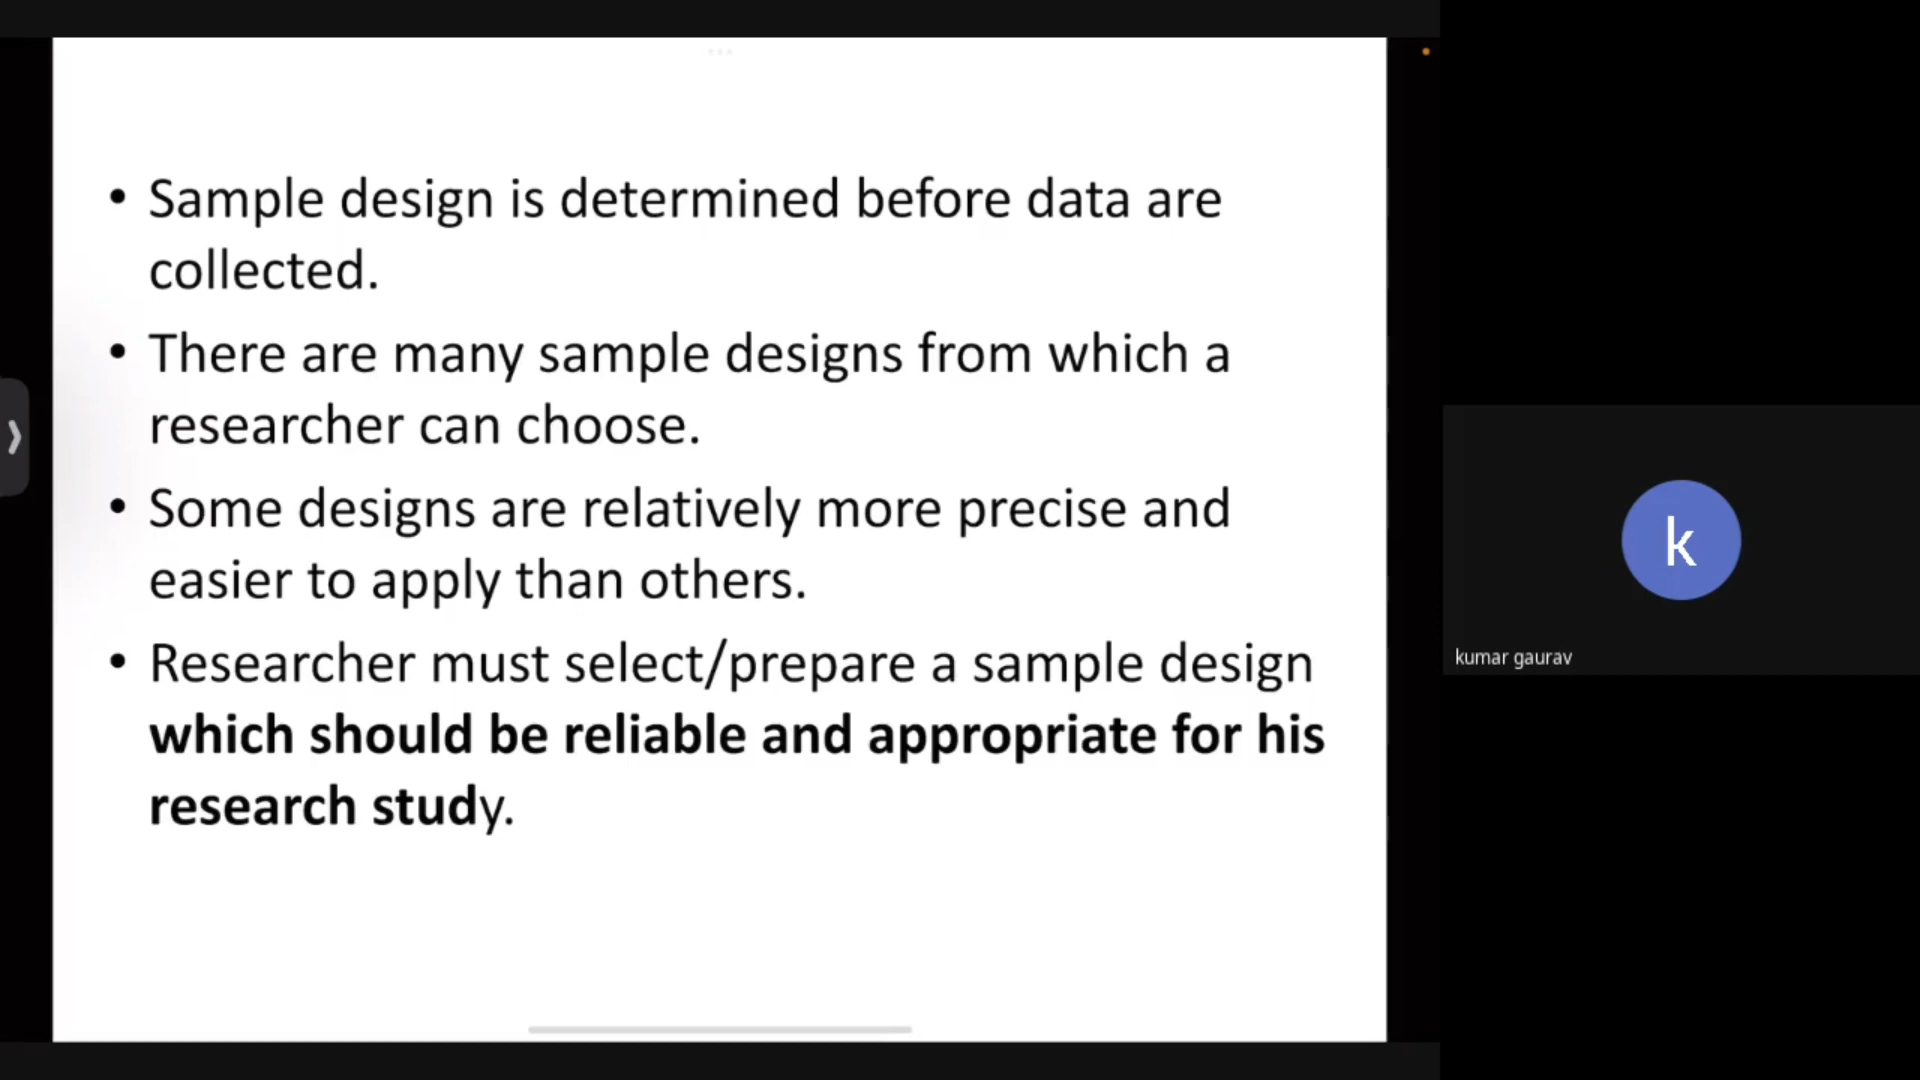 • Sample design is determined before data are
collected.
• There are many sample designs from which a
researcher can choose.
• Some designs are relatively more precise and
easier to apply than others.
• Researcher must select/prepare a sample design
which should be reliable and appropriate for his
research study.
k
kumar gaurav